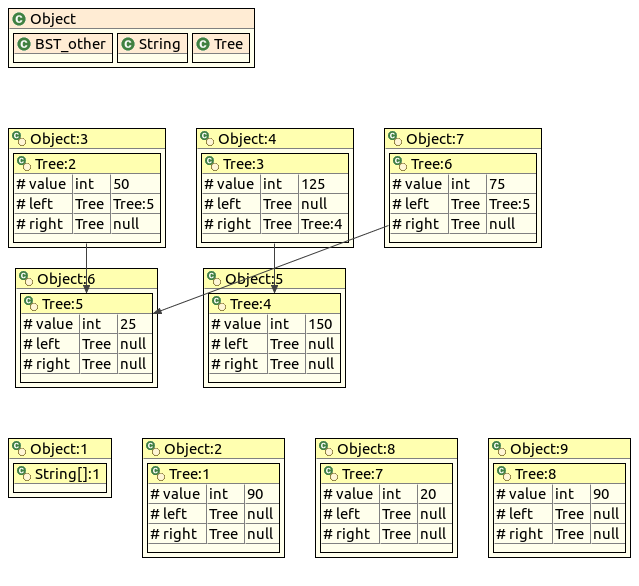 Object
BST_other String Tree
Object:3 Object:4 Object:7
Tree:2 Tree:3 Tree:6
# value int 50 # value int 125 # value int 75
# left Tree Tree:5 # left Tree null # left Tree Tree:5
# right Tree null # right Tree Tree:4 # right Tree null
Object:6 Object:5
Tree:5 Tree:4
# value int 25 # value int 150
# left Tree null # left Tree null
# right Tree null # right Tree null
Object:1 Object:2 Object:8 Object:9
String[]:1 Tree:1 Tree:7 Tree:8
# value int 90 # value int 20 # value int 90
# left Tree null # left Tree null # left Tree null
# right Tree null # right Tree null # right Tree null